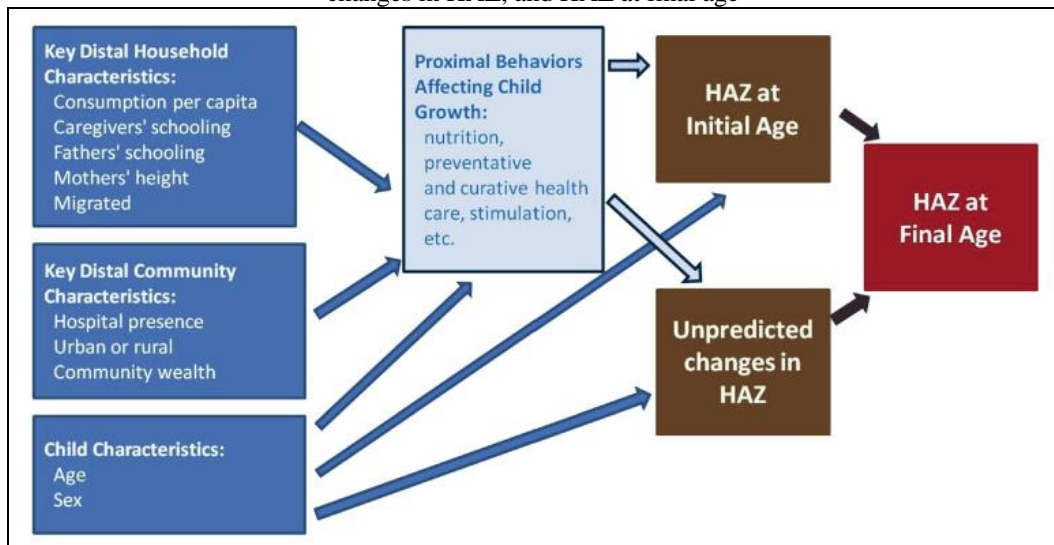 changes in HAZ, and HAZ at final age
Key Distal Household
Characteristics:
Consumption per capita
Caregivers' schooling
Fathers' schooling
Mothers' height
Migrated
Key Distal Community
Characteristics:
Hospital presence
Urban or rural
Community wealth
Child Characteristics:
Age
Sex
Proximal Behaviors
Affecting Child
Growth:
nutrition,
preventative
and curative health
care, stimulation,
etc.
HAZ at
Initial Age
Unpredicted
changes in
HAZ
HAZ at
Final Age